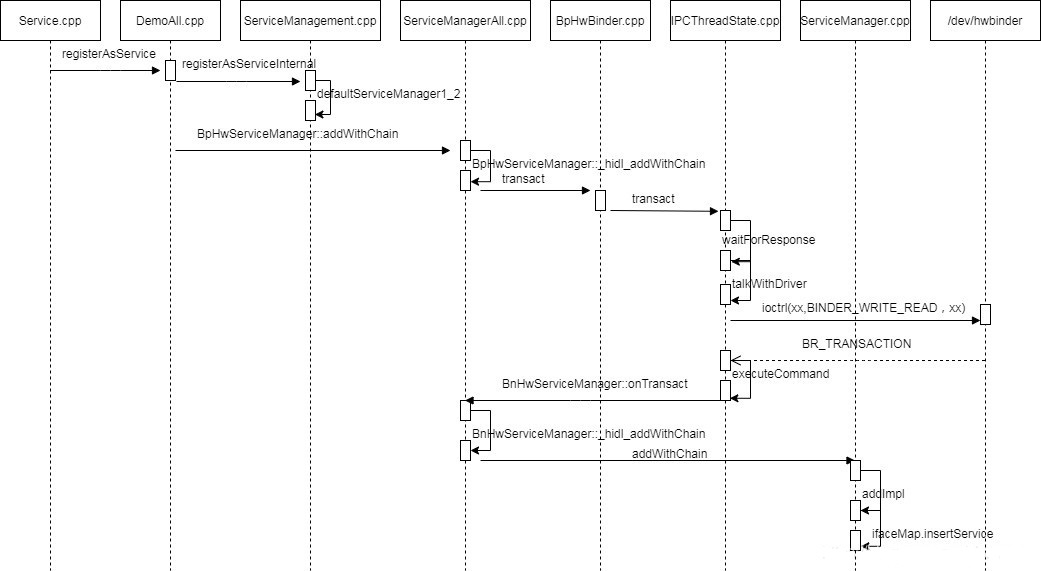 Service.cpp
DemoAll.cpp
ServiceManagement.cpp
ServiceManagerAll.cpp
BpHwBinder.cpp
IPCThreadState.cpp
ServiceManager.cpp
/dev/hwbinder
registerAsService
registerAsServiceInternal
defaultServiceManager1_2
BpHwServiceManager::addWithChain
BpHwServiceManager::_hidl_addWithChain
transact
transact
waitForResponse
talkWithDriver
ioctrl(xx,BINDER_WRITE_READ，xx)
BR_TRANSACTION
executeCommand
BnHwServiceManager::onTransact
BnHwServiceManager::_hidl_addWithChain
addWithChain
addImpl
ifaceMap.insertService